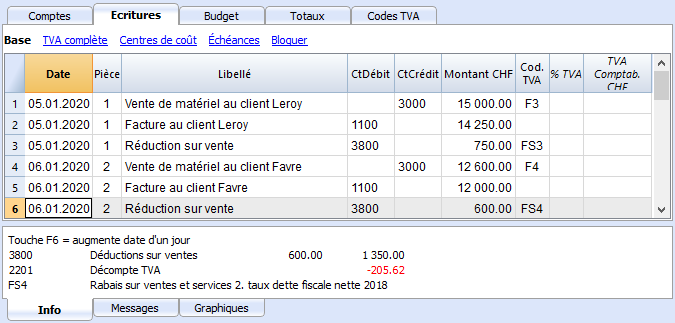 Comptes Ecritures Budget Totaux Codes TVA
Base TVA complète Centres de coût Échéances Bloquer
Date Pièce Libellé CtDébit CtCrédit Montant CHF Cod. TVA % TVA TVA Comptab. CHF
1 05.01.2020 1 Vente de matériel au client Leroy 3000 15 000.00 F3
2 05.01.2020 1 Facture au client Leroy 1100 14 250.00
3 05.01.2020 1 Réduction sur vente 3800 750.00 FS3
4 06.01.2020 2 Vente de matériel au client Favre 3000 12 600.00 F4
5 06.01.2020 2 Facture au client Favre 1100 12 000.00
6 06.01.2020 2 Réduction sur vente 3800 600.00 FS4
Touche F6 = augmente date d'un jour
3800 Déductions sur ventes 600.00 1 350.00
2201 Décompte TVA -205.62
FS4 Rabais sur ventes et services 2. taux dette fiscale nette 2018
Info Messages Graphiques